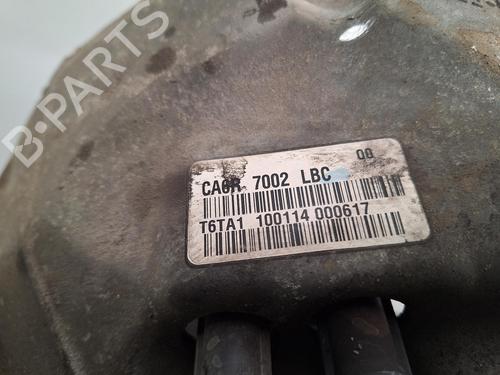 B-PARTS
00
CA6R 7002 LBC
T6TA1 100114 000617